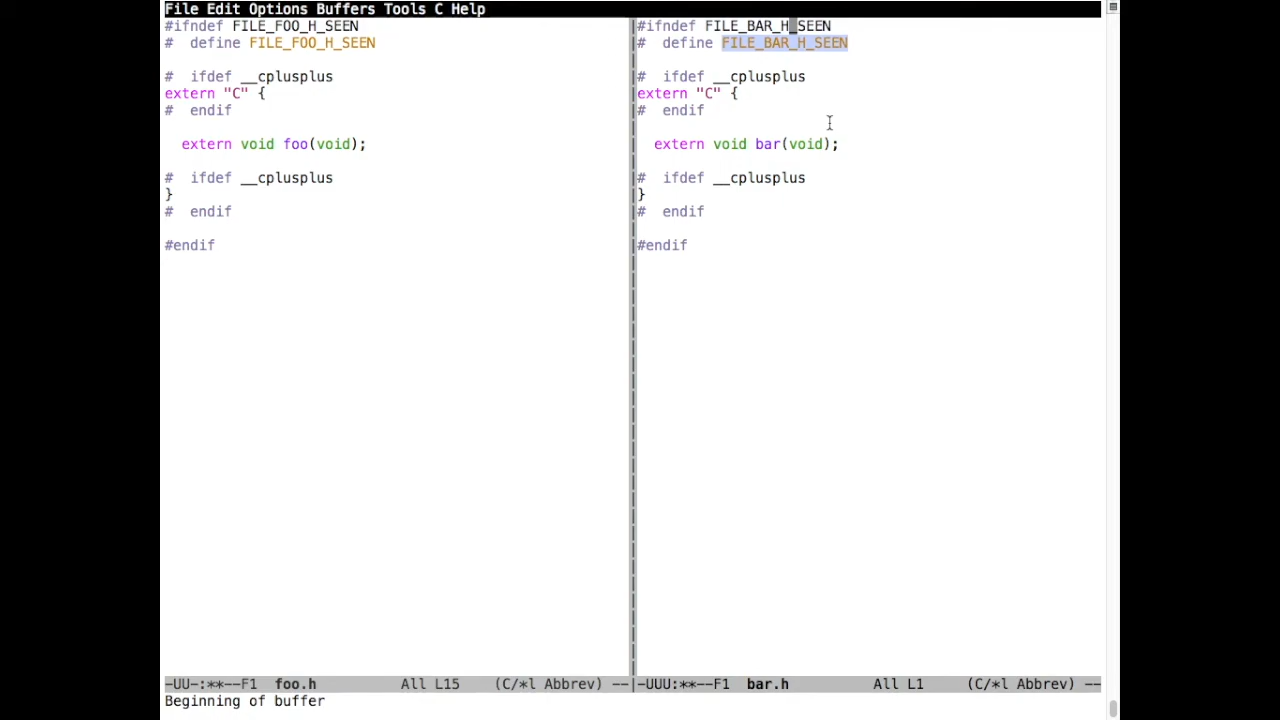 File Edit Options Buffers Tools C Help
#ifndef FILE_FOO_H_SEEN
#  define FILE_FOO_H_SEEN
#  ifdef __cplusplus
extern "C" {
#  endif
extern void foo(void);
#  ifdef __cplusplus
}
#  endif
#endif
-UU-:**--F1  foo.h          All L15    (C/*l Abbrev) --
#ifndef FILE_BAR_H_SEEN
#  define FILE_BAR_H_SEEN
#  ifdef __cplusplus
extern "C" {
#  endif
extern void bar(void);
#  ifdef __cplusplus
}
#  endif
#endif
-UUU:**--F1  bar.h          All L1     (C/*l Abbrev) --
Beginning of buffer